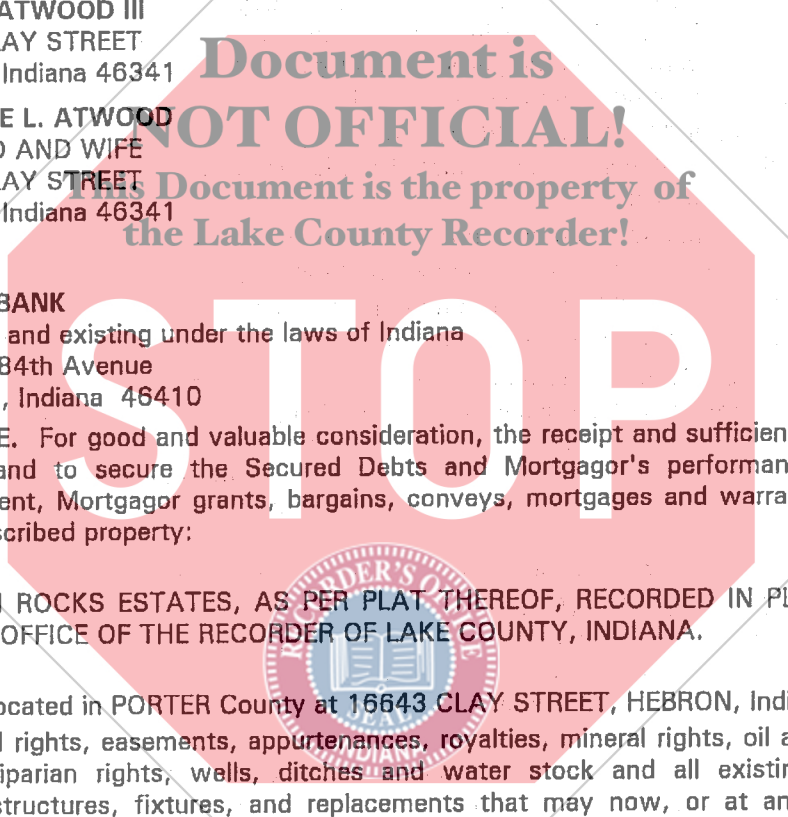 ATWOOD III
LAY STREET
Indiana 46341
Document is
NOT OFFICIAL!
E L. ATWOOD
AND WIFE
LAY STREET
This Document is the property of
Indiana 46341
the Lake County Recorder!
BANK
and existing under the laws of Indiana
84th Avenue
, Indiana 46410
STOP
E. For good and valuable consideration, the receipt and sufficien
and to secure the Secured Debts and Mortgagor's performan
ent, Mortgagor grants, bargains, conveys, mortgages and warra
scribed property:
RECORDER'S OFFICE
ROCKS ESTATES, AS PER PLAT THEREOF, RECORDED IN PL
OFFICE OF THE RECORDER OF LAKE COUNTY, INDIANA.
SEAL
INDIANA
ocated in PORTER County at 16643 CLAY STREET, HEBRON, Indi
rights, easements, appurtenances, royalties, mineral rights, oil a
iparian rights, wells, ditches and water stock and all existin
structures, fixtures, and replacements that may now, or at an